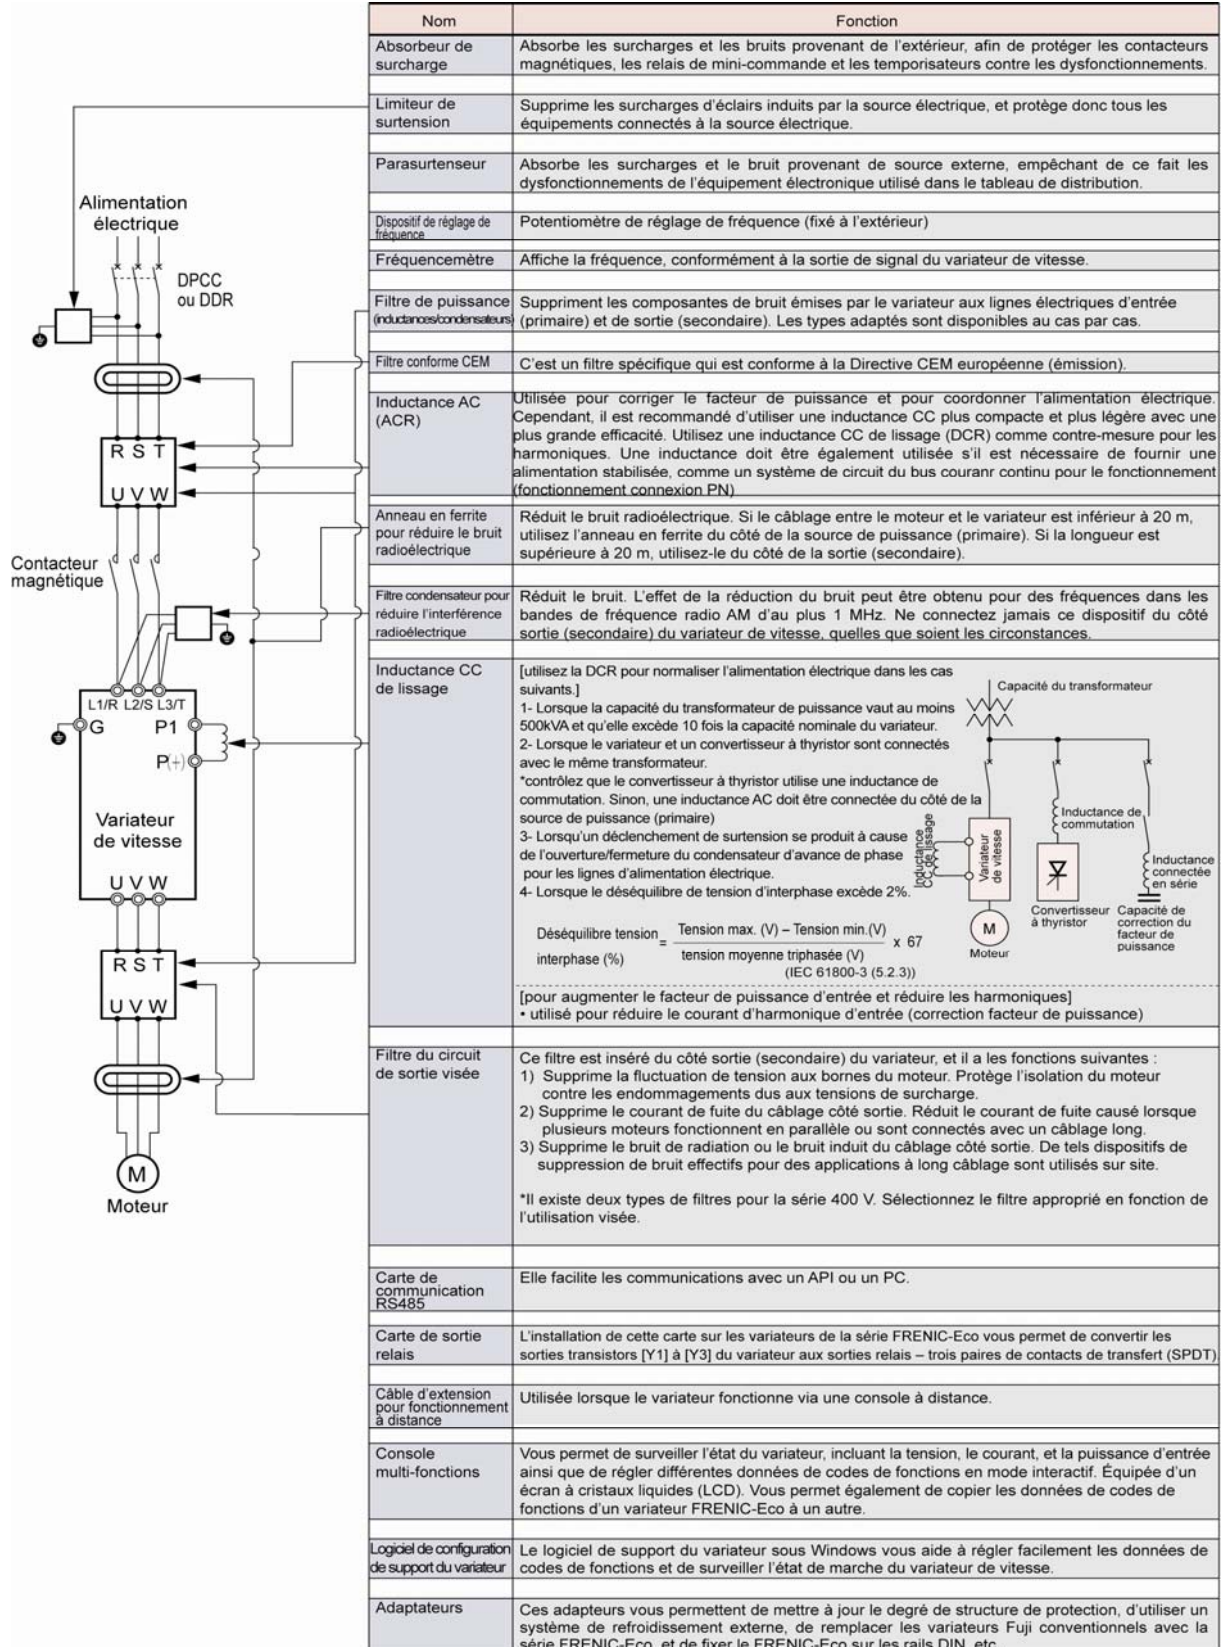 Nom
Fonction
Absorbeur de
surcharge
Absorbe les surcharges et les bruits provenant de l'extérieur, afin de protéger les contacteurs
magnétiques, les relais de mini-commande et les temporisateurs contre les dysfonctionnements.
Limiteur de
surtension
Supprime les surcharges d'éclairs induits par la source électrique, et protège donc tous les
équipements connectés à la source électrique.
Parasurtenseur
Absorbe les surcharges et le bruit provenant de source externe, empêchant de ce fait les
dysfonctionnements de l'équipement électronique utilisé dans le tableau de distribution.
Dispositif de réglage de
fréquence
Potentiomètre de réglage de fréquence (fixé à l'extérieur)
Fréquencemètre
Affiche la fréquence, conformément à la sortie de signal du variateur de vitesse.
Filtre de puissance
(inductances/condensateurs)
Suppriment les composantes de bruit émises par le variateur aux lignes électriques d'entrée
(primaire) et de sortie (secondaire). Les types adaptés sont disponibles au cas par cas.
Filtre conforme CEM
C'est un filtre spécifique qui est conforme à la Directive CEM européenne (émission).
Inductance AC
(ACR)
Utilisée pour corriger le facteur de puissance et pour coordonner l'alimentation électrique.
Cependant, il est recommandé d'utiliser une inductance CC plus compacte et plus légère avec une
plus grande efficacité. Utilisez une inductance CC de lissage (DCR) comme contre-mesure pour les
harmoniques. Une inductance doit être également utilisée s'il est nécessaire de fournir une
alimentation stabilisée, comme un système de circuit du bus couranr continu pour le fonctionnement
(fonctionnement connexion PN)
Anneau en ferrite
pour réduire le bruit
radioélectrique
Réduit le bruit radioélectrique. Si le câblage entre le moteur et le variateur est inférieur à 20 m,
utilisez l'anneau en ferrite du côté de la source de puissance (primaire). Si la longueur est
supérieure à 20 m, utilisez-le du côté de la sortie (secondaire).
Filtre condensateur pour
réduire l'interférence
radioélectrique
Réduit le bruit. L'effet de la réduction du bruit peut être obtenu pour des fréquences dans les
bandes de fréquence radio AM d'au plus 1 MHz. Ne connectez jamais ce dispositif du côté
sortie (secondaire) du variateur de vitesse, quelles que soient les circonstances.
Inductance CC
de lissage
[utilisez la DCR pour normaliser l'alimentation électrique dans les cas
suivants.]
1- Lorsque la capacité du transformateur de puissance vaut au moins
500kVA et qu'elle excède 10 fois la capacité nominale du variateur.
2- Lorsque le variateur et un convertisseur à thyristor sont connectés
avec le même transformateur.
*contrôlez que le convertisseur à thyristor utilise une inductance de
commutation. Sinon, une inductance AC doit être connectée du côté de la
source de puissance (primaire)
3- Lorsqu'un déclenchement de surtension se produit à cause
de l'ouverture/fermeture du condensateur d'avance de phase
pour les lignes d'alimentation électrique.
4- Lorsque le déséquilibre de tension d'interphase excède 2%.
Déséquilibre tension
interphase (%)
=
Tension max. (V) – Tension min.(V)
tension moyenne triphasée (V)
x 67
(IEC 61800-3 (5.2.3))
Capacité du transformateur
Inductance de
commutation
Inductance
CC de lissage
Variateur
de vitesse
Inductance
connectée
en série
Convertisseur
à thyristor
Capacité de
correction du
facteur de
puissance
M
Moteur
[pour augmenter le facteur de puissance d'entrée et réduire les harmoniques]
• utilisé pour réduire le courant d'harmonique d'entrée (correction facteur de puissance)
Filtre du circuit
de sortie visée
Ce filtre est inséré du côté sortie (secondaire) du variateur, et il a les fonctions suivantes :
1) Supprime la fluctuation de tension aux bornes du moteur. Protège l'isolation du moteur
contre les endommagements dus aux tensions de surcharge.
2) Supprime le courant de fuite du câblage côté sortie. Réduit le courant de fuite causé lorsque
plusieurs moteurs fonctionnent en parallèle ou sont connectés avec un câblage long.
3) Supprime le bruit de radiation ou le bruit induit du câblage côté sortie. De tels dispositifs de
suppression de bruit effectifs pour des applications à long câblage sont utilisés sur site.
*Il existe deux types de filtres pour la série 400 V. Sélectionnez le filtre approprié en fonction de
l'utilisation visée.
Carte de
communication
RS485
Elle facilite les communications avec un API ou un PC.
Carte de sortie
relais
L'installation de cette carte sur les variateurs de la série FRENIC-Eco vous permet de convertir les
sorties transistors [Y1] à [Y3] du variateur aux sorties relais – trois paires de contacts de transfert (SPDT)
Câble d'extension
pour fonctionnement
à distance
Utilisée lorsque le variateur fonctionne via une console à distance.
Console
multi-fonctions
Vous permet de surveiller l'état du variateur, incluant la tension, le courant, et la puissance d'entrée
ainsi que de régler différentes données de codes de fonctions en mode interactif. Équipée d'un
écran à cristaux liquides (LCD). Vous permet également de copier les données de codes de
fonctions d'un variateur FRENIC-Eco à un autre.
Logiciel de configuration
de support du variateur
Le logiciel de support du variateur sous Windows vous aide à régler facilement les données de
codes de fonctions et de surveiller l'état de marche du variateur de vitesse.
Adaptateurs
Ces adapteurs vous permettent de mettre à jour le degré de structure de protection, d'utiliser un
système de refroidissement externe, de remplacer les variateurs Fuji conventionnels avec la
série FRENIC-Eco, et de fixer le FRENIC-Eco sur les rails DIN, etc.
Alimentation
électrique
DPCC
ou DDR
R S T
U V W
Contacteur
magnétique
L1/R L2/S L3/T
G
P1
P(+)
Variateur
de vitesse
U V W
R S T
U V W
M
Moteur